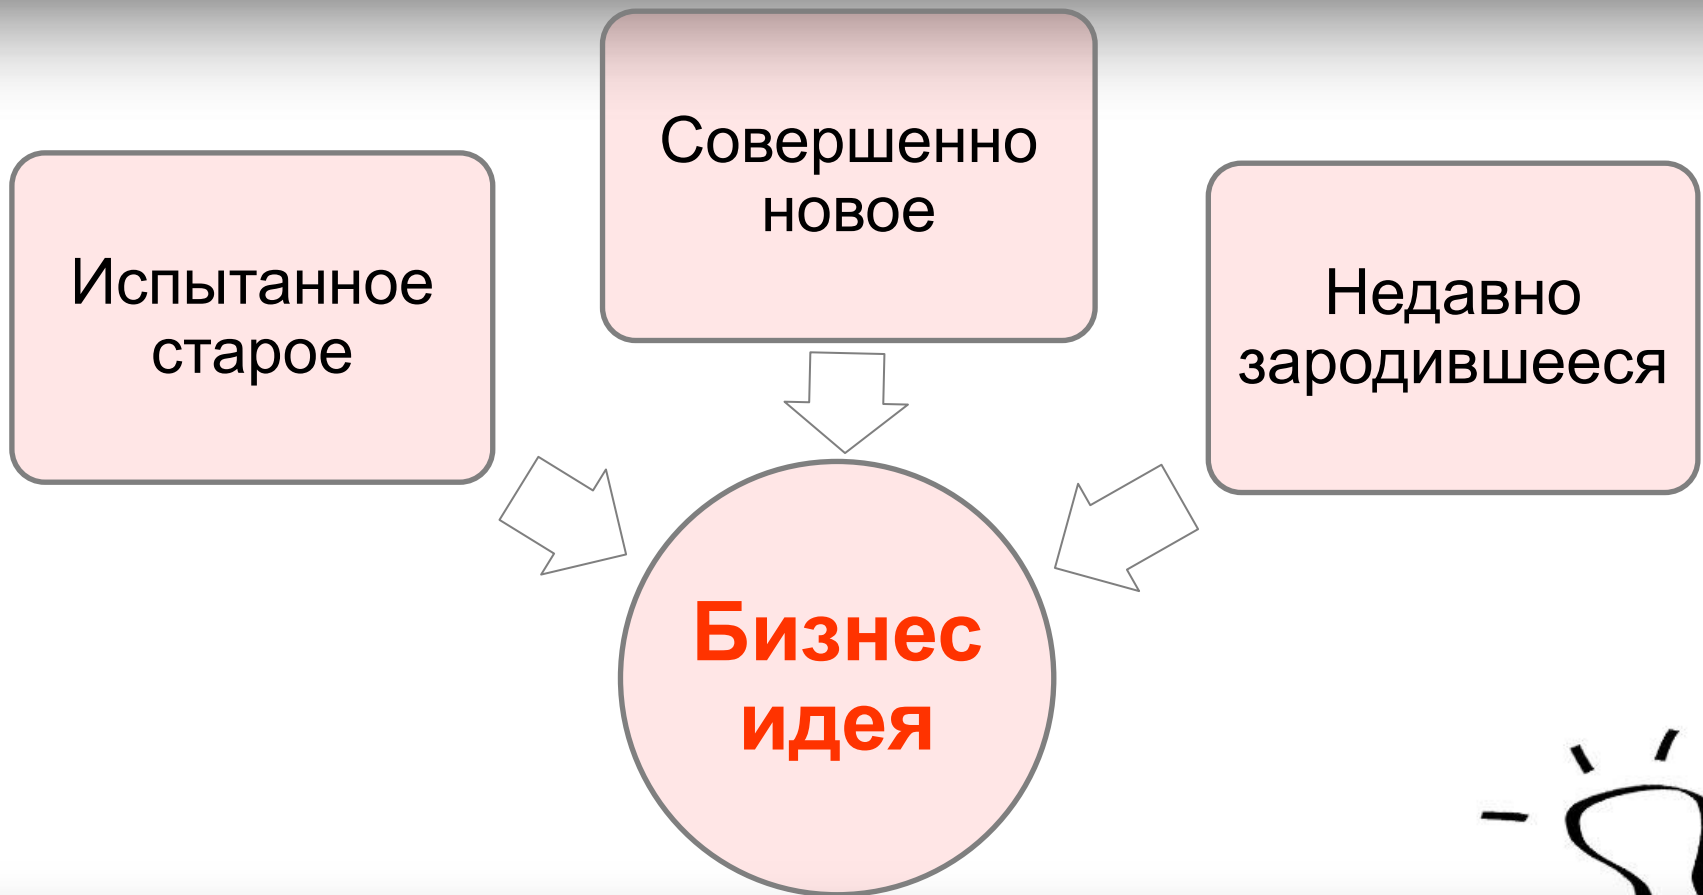 Совершенно
новое
Испытанное
старое
Недавно
зародившееся
Бизнес
идея